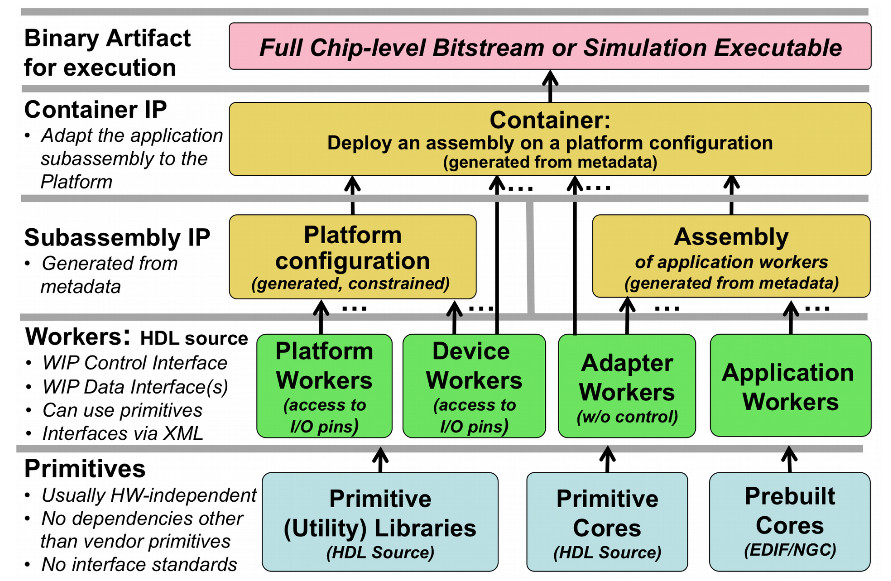 Binary Artifact
for execution
Full Chip-level Bitstream or Simulation Executable
Container IP
• Adapt the application
subassembly to the
Platform
Container:
Deploy an assembly on a platform configuration
(generated from metadata)
...
...
Subassembly IP
• Generated from
metadata
Platform
configuration
(generated, constrained)
Assembly
of application workers
(generated from metadata)
...
...
...
...
Workers: HDL source
• WIP Control Interface
• WIP Data Interface(s)
• Can use primitives
• Interfaces via XML
Platform
Workers
(access to
I/O pins)
Device
Workers
(access to
I/O pins)
Adapter
Workers
(w/o control)
Application
Workers
Primitives
• Usually HW-independent
• No dependencies other
than vendor primitives
• No interface standards
Primitive
(Utility) Libraries
(HDL Source)
Primitive
Cores
(HDL Source)
Prebuilt
Cores
(EDIF/NGC)